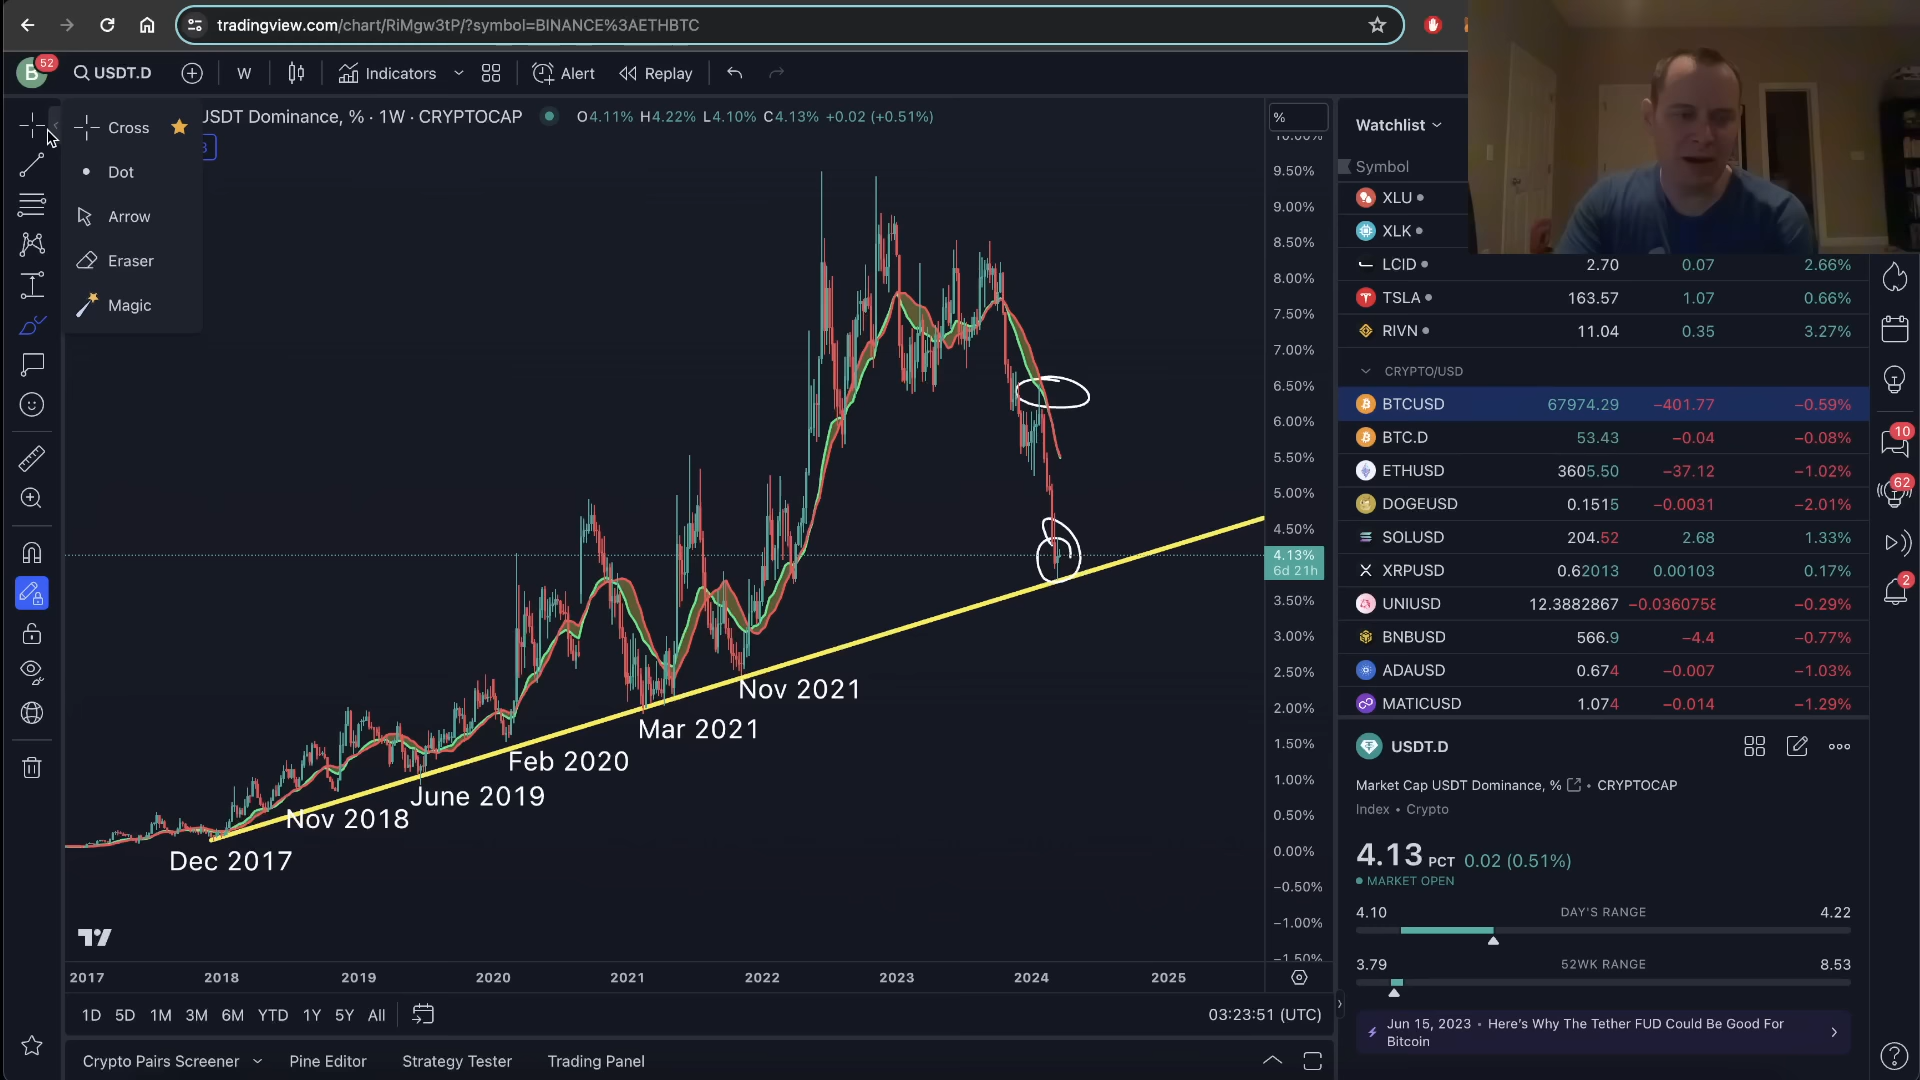 tradingview.com/chart/RiMgw3tP/?symbol=BINANCE%3AETHBTC
B 52 USDT.D W Indicators Alert Replay
Cross
Dot
Arrow
Eraser
Magic
USDT Dominance, % · 1W · CRYPTOCAP O4.11% H4.22% L4.10% C4.13% +0.02 (+0.51%)
3
%
9.50%
9.00%
8.50%
8.00%
7.50%
7.00%
6.50%
6.00%
5.50%
5.00%
4.50%
4.13%
6d 21h
3.50%
3.00%
2.50%
2.00%
1.50%
1.00%
0.50%
0.00%
−0.50%
−1.00%
−1.50%
Nov 2021
Mar 2021
Feb 2020
June 2019
Nov 2018
Dec 2017
2017 2018 2019 2020 2021 2022 2023 2024 2025
1D 5D 1M 3M 6M YTD 1Y 5Y All 03:23:51 (UTC)
Crypto Pairs Screener Pine Editor Strategy Tester Trading Panel
Watchlist
Symbol
XLU
XLK
LCID 2.70 0.07 2.66%
TSLA 163.57 1.07 0.66%
RIVN 11.04 0.35 3.27%
CRYPTO/USD
BTCUSD 67974.29 −401.77 −0.59%
BTC.D 53.43 −0.04 −0.08%
ETHUSD 3605.50 −37.12 −1.02%
DOGEUSD 0.1515 −0.0031 −2.01%
SOLUSD 204.52 2.68 1.33%
XRPUSD 0.62013 0.00103 0.17%
UNIUSD 12.3882867 −0.036075 −0.29%
BNBUSD 566.9 −4.4 −0.77%
ADAUSD 0.674 −0.007 −1.03%
MATICUSD 1.074 −0.014 −1.29%
USDT.D
Market Cap USDT Dominance, % • CRYPTOCAP
Index • Crypto
4.13 PCT 0.02 (0.51%)
MARKET OPEN
4.10 DAY'S RANGE 4.22
3.79 52WK RANGE 8.53
Jun 15, 2023 • Here's Why The Tether FUD Could Be Good For
Bitcoin
10
62
2